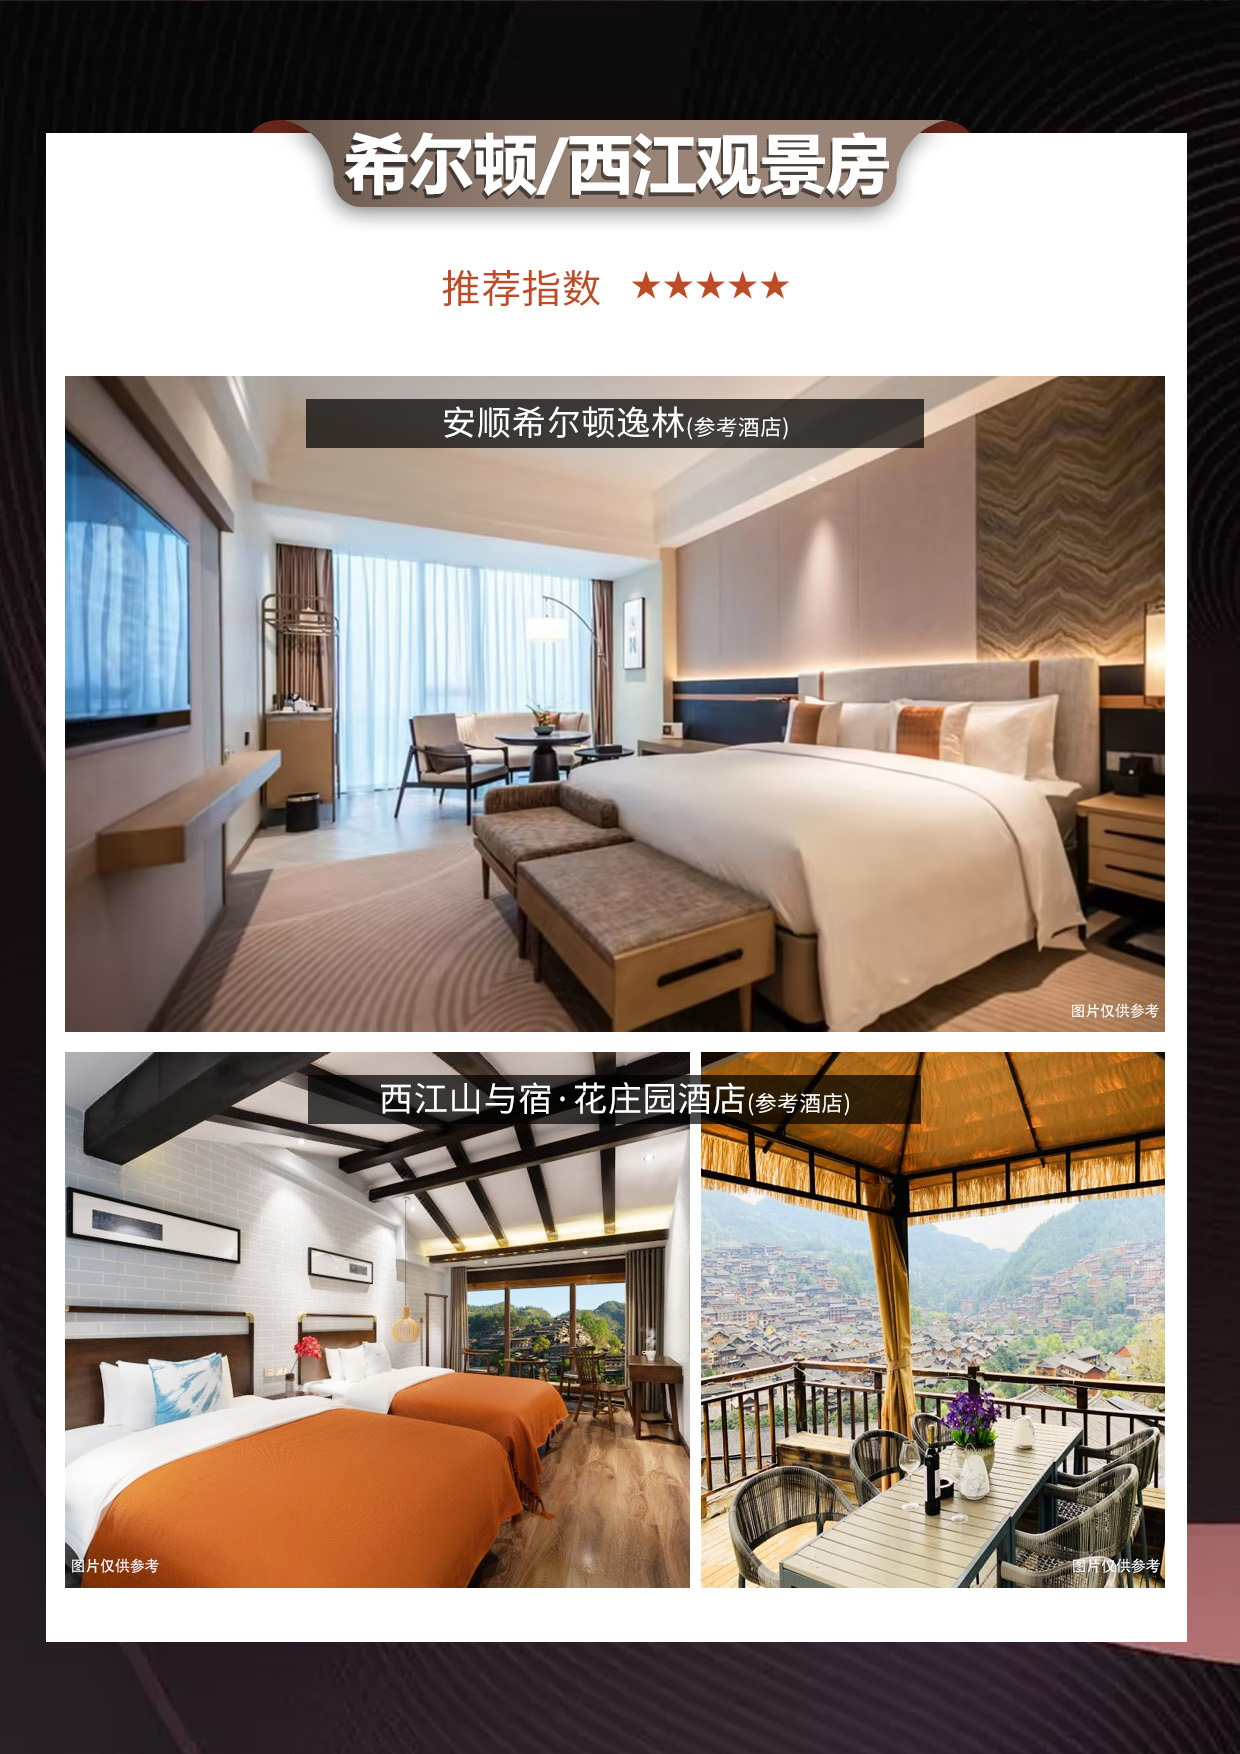 希尔顿/西江观景房
推荐指数 ★★★★★
安顺希尔顿逸林(参考酒店)
图片仅供参考
西江山与宿·花庄园酒店(参考酒店)
图片仅供参考
图片仅供参考